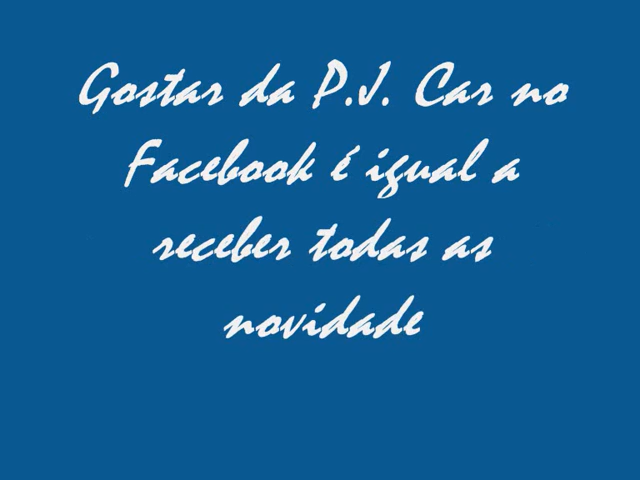 Gostar da P.J. Car no
Facebook é igual a
receber todas as
novidade